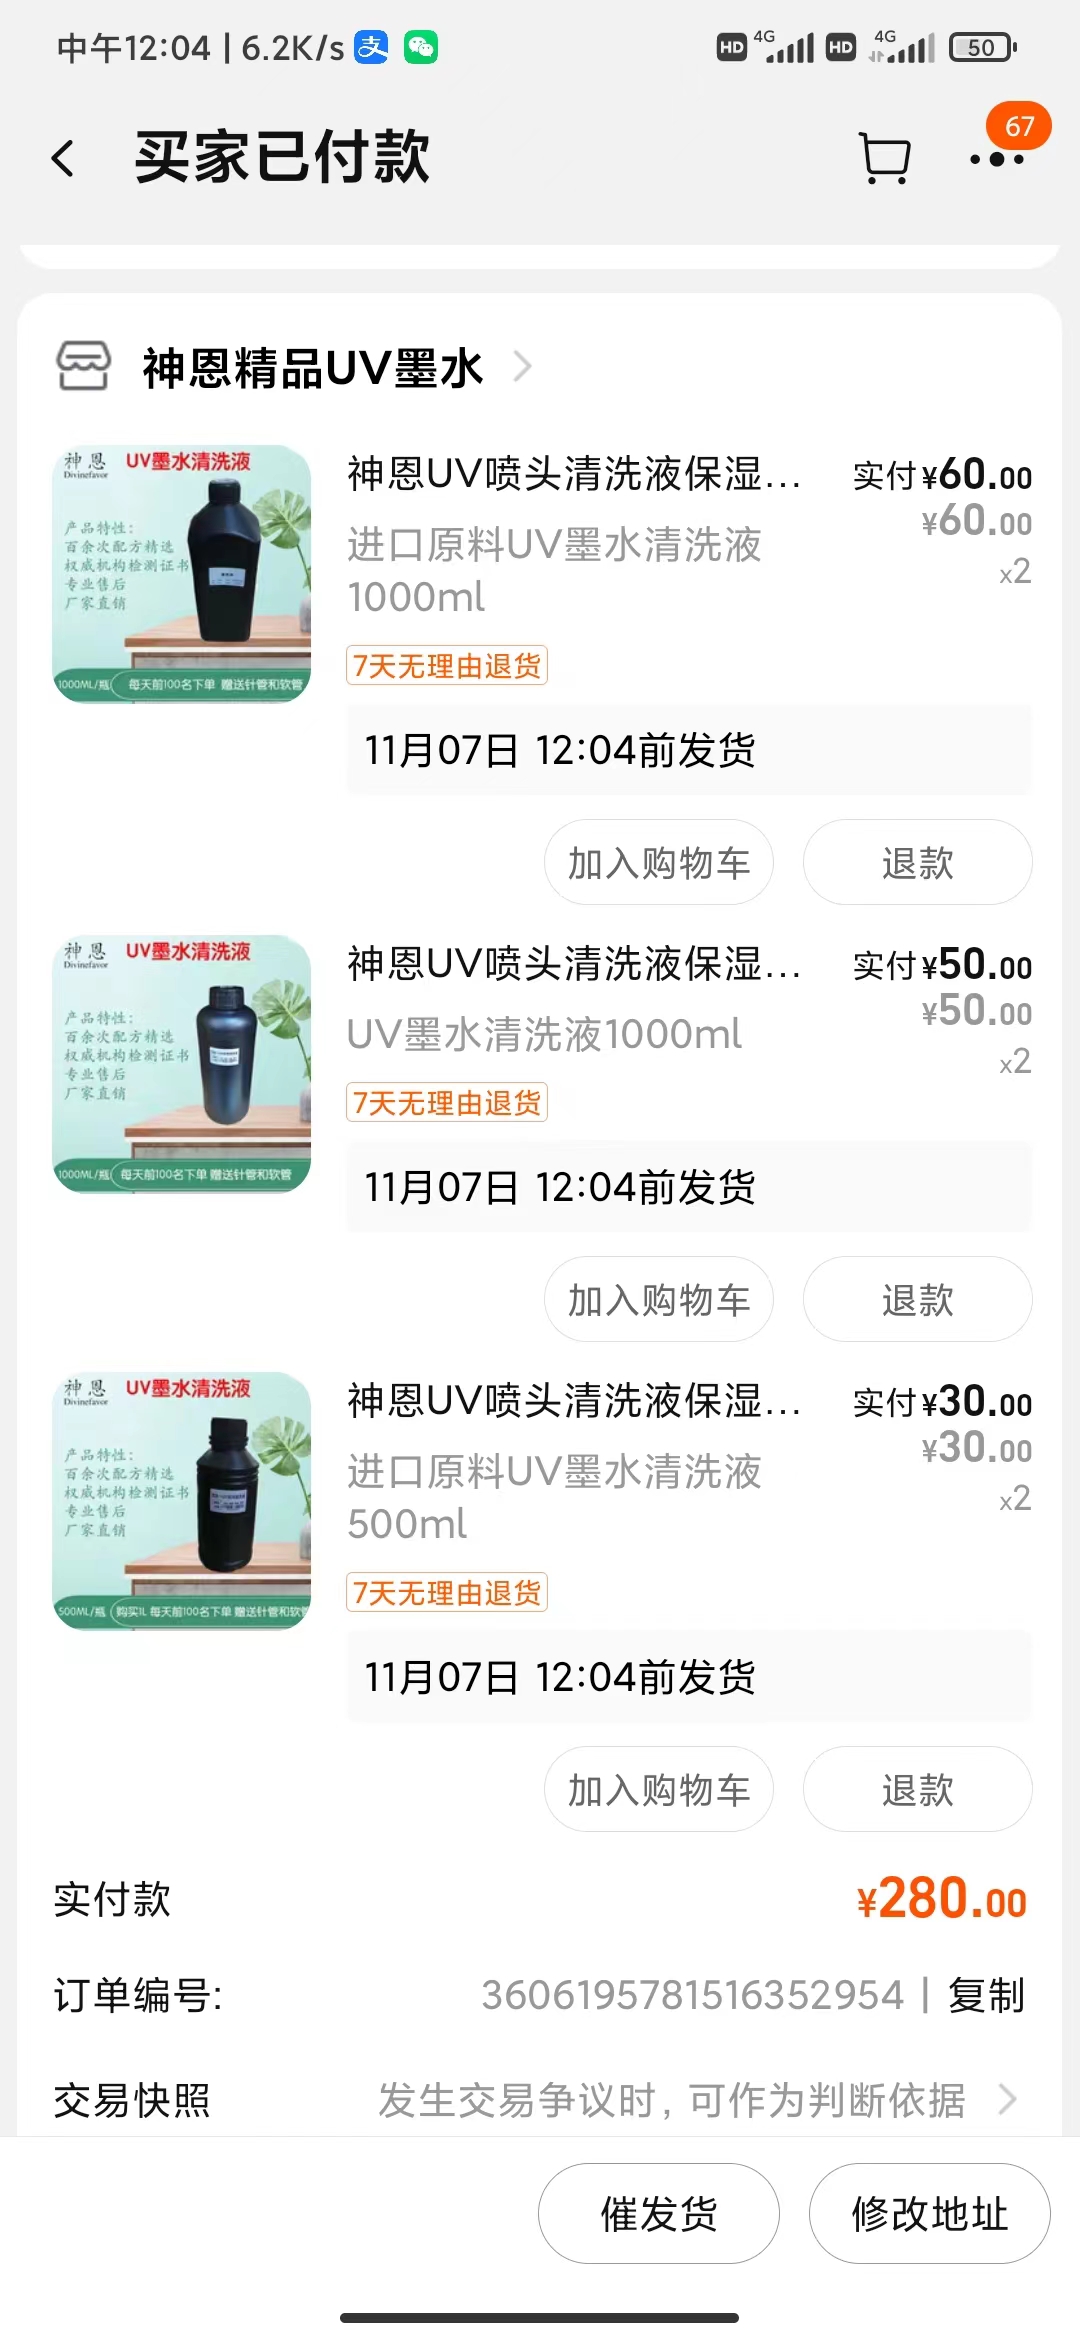 中午12:04 | 6.2K/s 支 HD 4G HD 4G 50
买家已付款
67
神恩精品UV墨水
神恩 UV墨水清洗液
Divinefavor
产品特性:
百余次配方精选
权威机构检测证书
专业售后
厂家直销
1000ML/瓶 每天前100名下单 赠送针管和软管
神恩UV喷头清洗液保湿... 实付¥60.00
¥60.00
进口原料UV墨水清洗液
1000ml
x2
7天无理由退货
11月07日 12:04前发货
加入购物车 退款
神恩 UV墨水清洗液
Divinefavor
产品特性:
百余次配方精选
权威机构检测证书
专业售后
厂家直销
1000ML/瓶 每天前100名下单 赠送针管和软管
神恩UV喷头清洗液保湿... 实付¥50.00
¥50.00
UV墨水清洗液1000ml
x2
7天无理由退货
11月07日 12:04前发货
加入购物车 退款
神恩 UV墨水清洗液
Divinefavor
产品特性:
百余次配方精选
权威机构检测证书
专业售后
厂家直销
500ML/瓶 购买1L 每天前100名下单 赠送针管和软管
神恩UV喷头清洗液保湿... 实付¥30.00
¥30.00
进口原料UV墨水清洗液
500ml
x2
7天无理由退货
11月07日 12:04前发货
加入购物车 退款
实付款 ¥280.00
订单编号: 3606195781516352954 | 复制
交易快照 发生交易争议时, 可作为判断依据
催发货 修改地址